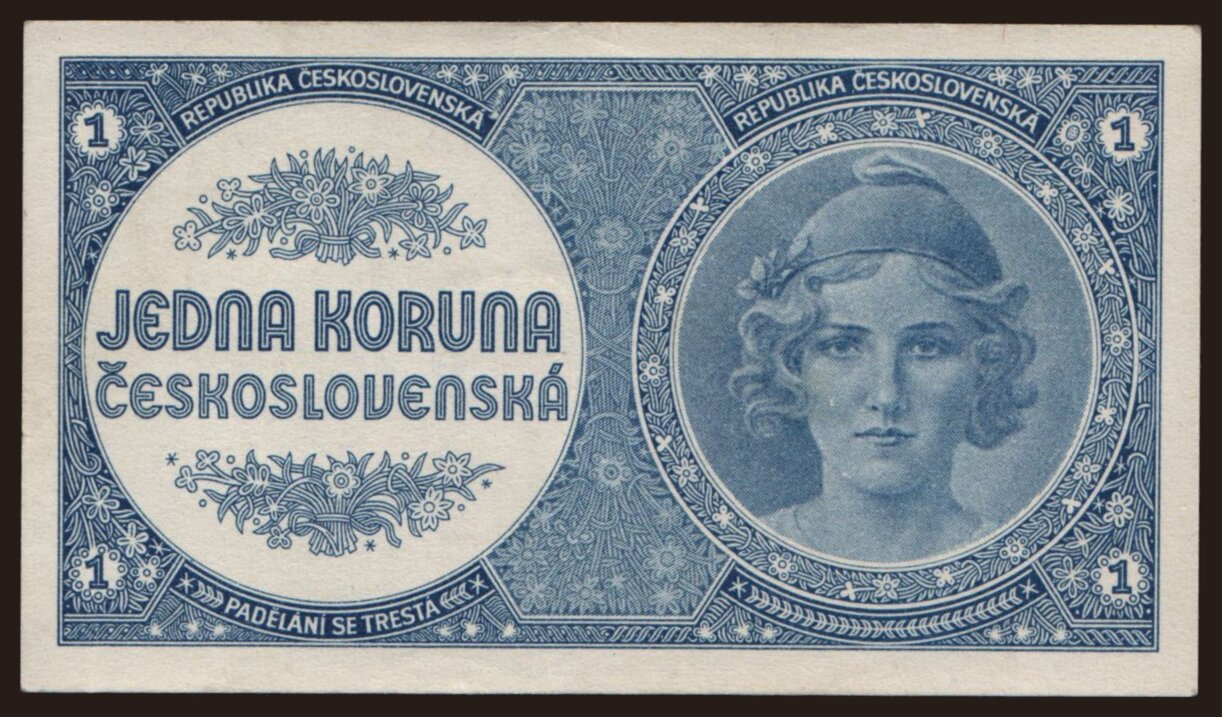 REPUBLIKA ČESKOSLOVENSKÁ
REPUBLIKA ČESKOSLOVENSKÁ
1
1
JEDNA KORUNA
ČESKOSLOVENSKÁ
1
1
PADĚLÁNÍ SE TRESTÁ